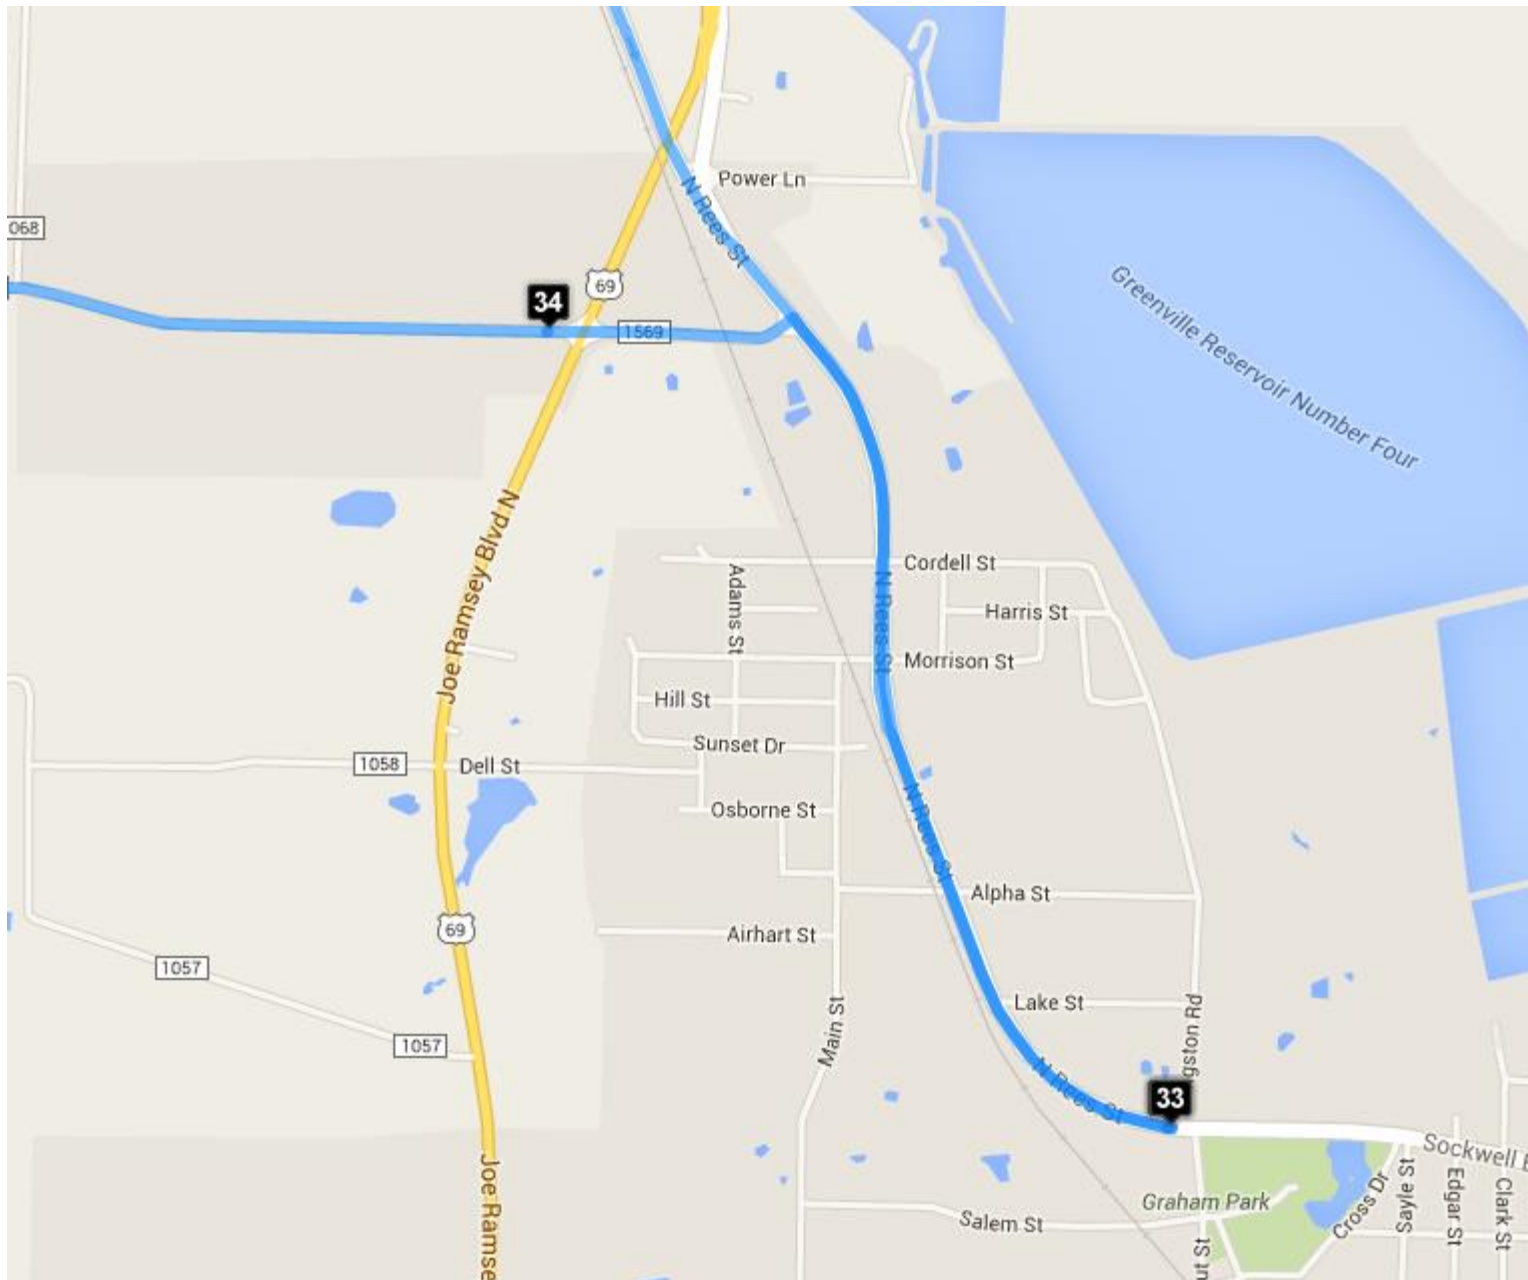 Power Ln
N Rees St
068
69
34
1569
Greenville Reservoir Number Four
Joe Ramsey Blvd N
Cordell St
Adams St
N Rees St
Harris St
Morrison St
Hill St
Sunset Dr
1058
Dell St
Osborne St
N Rees St
Alpha St
69
Airhart St
1057
Lake St
Main St
gston Rd
1057
N Rees St
33
Sockwell B
Joe Ramse
Graham Park
Cross Dr
Sayle St
Edgar St
Clark St
Salem St
ut St